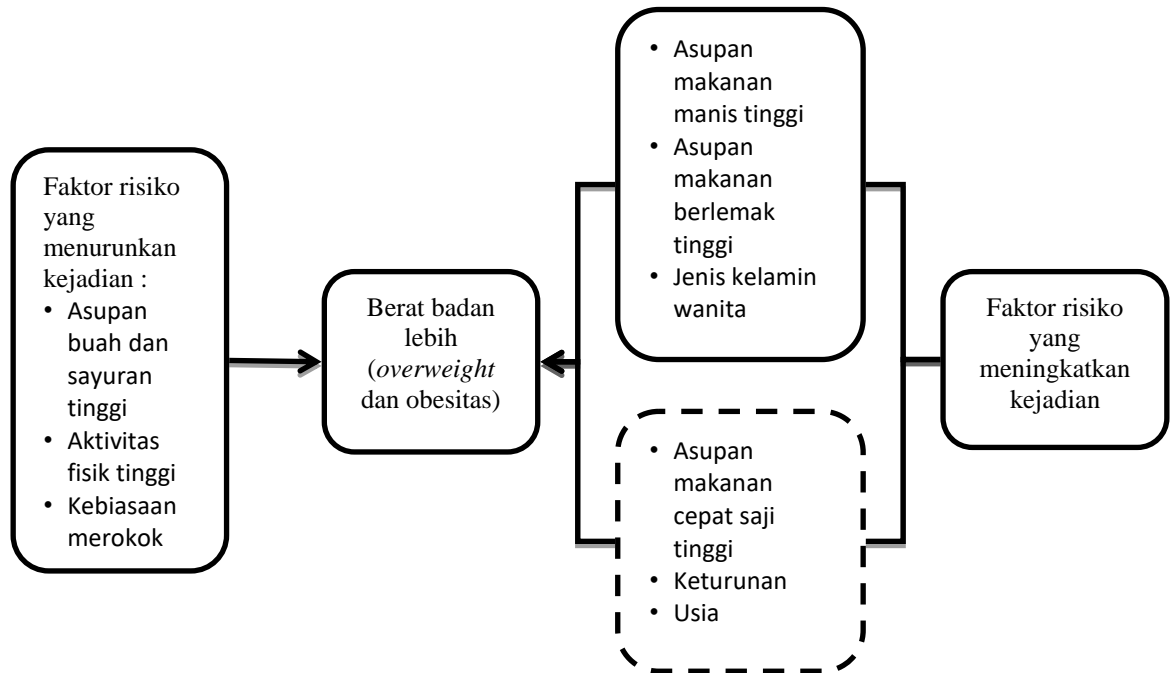 Faktor risiko
yang
menurunkan
kejadian :
• Asupan
buah dan
sayuran
tinggi
• Aktivitas
fisik tinggi
• Kebiasaan
merokok
Berat badan
lebih
(overweight
dan obesitas)
• Asupan
makanan
manis tinggi
• Asupan
makanan
berlemak
tinggi
• Jenis kelamin
wanita
• Asupan
makanan
cepat saji
tinggi
• Keturunan
• Usia
Faktor risiko
yang
meningkatkan
kejadian